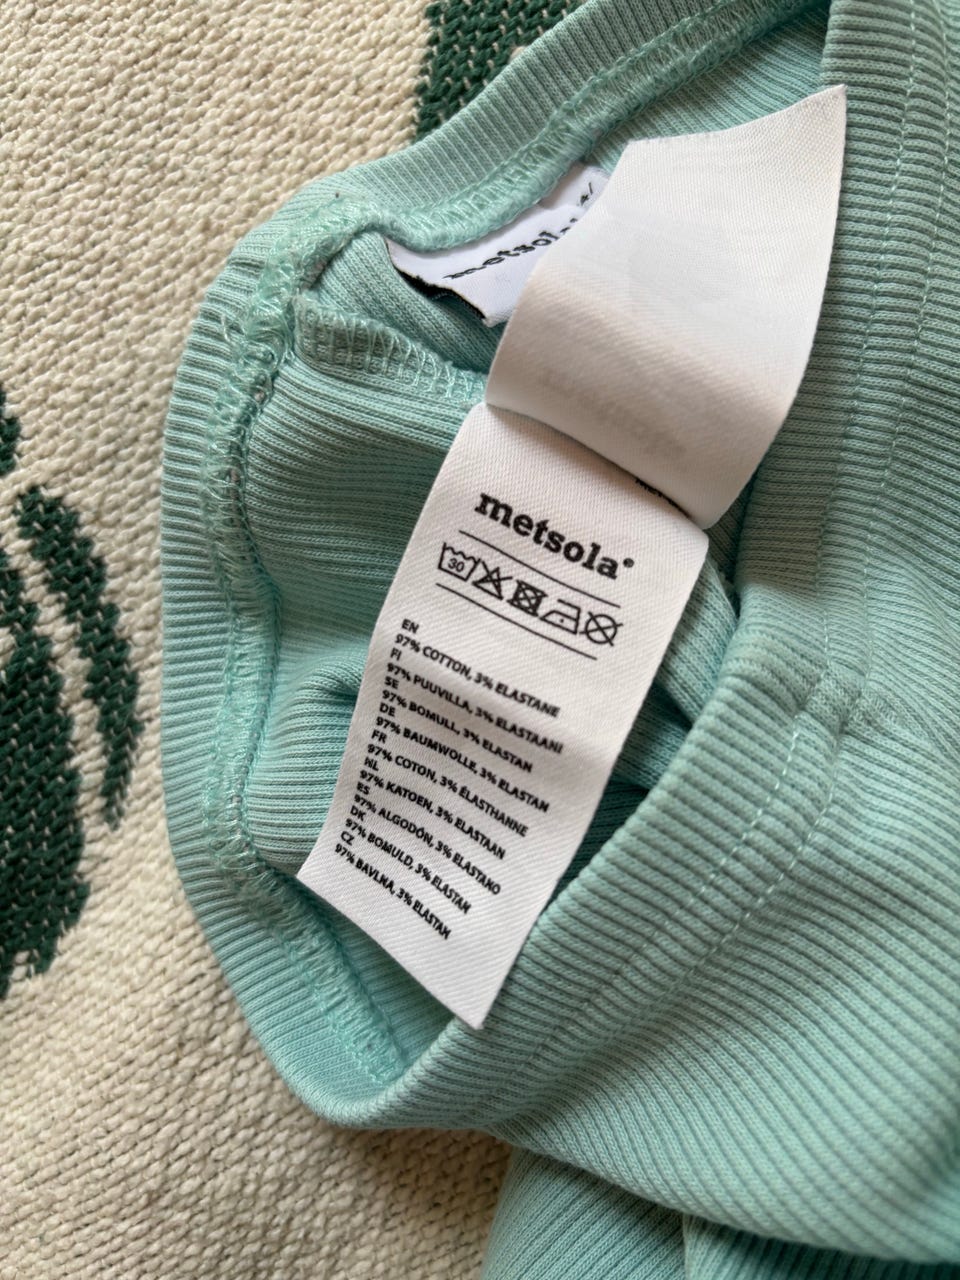 metsola
metsola®
30
EN
97% COTTON, 3% ELASTANE
FI
97% PUUVILLA, 3% ELASTAANI
SE
97% BOMULL, 3% ELASTAN
DE
97% BAUMWOLLE, 3% ELASTAN
FR
97% COTON, 3% ÉLASTHANNE
NL
97% KATOEN, 3% ELASTAAN
ES
97% ALGODÓN, 3% ELASTANO
DK
97% BOMULD, 3% ELASTAN
CZ
97% BAVLNA, 3% ELASTAN